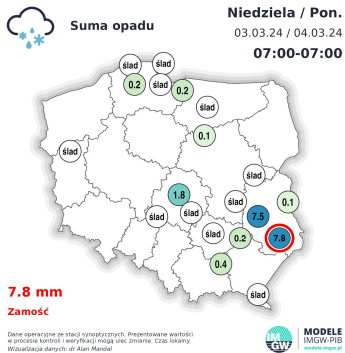 Suma opadu
Niedziela / Pon.
03.03.24 / 04.03.24
07:00-07:00
ślad
ślad
0.2
ślad
0.2
ślad
0.1
ślad
ślad
1.8
0.1
ślad
ślad
ślad
7.5
ślad
0.2
7.8
0.4
ślad
7.8 mm
Zamość
Dane operacyjne ze stacji synoptycznych. Prezentowane wartości
w procesie kontroli i weryfikacji mogą ulec zmianie. Czas lokalny.
Wizualizacja danych: dr Alan Mandal
IM
GW
MODELE
IMGW-PIB
modele.imgw.pl